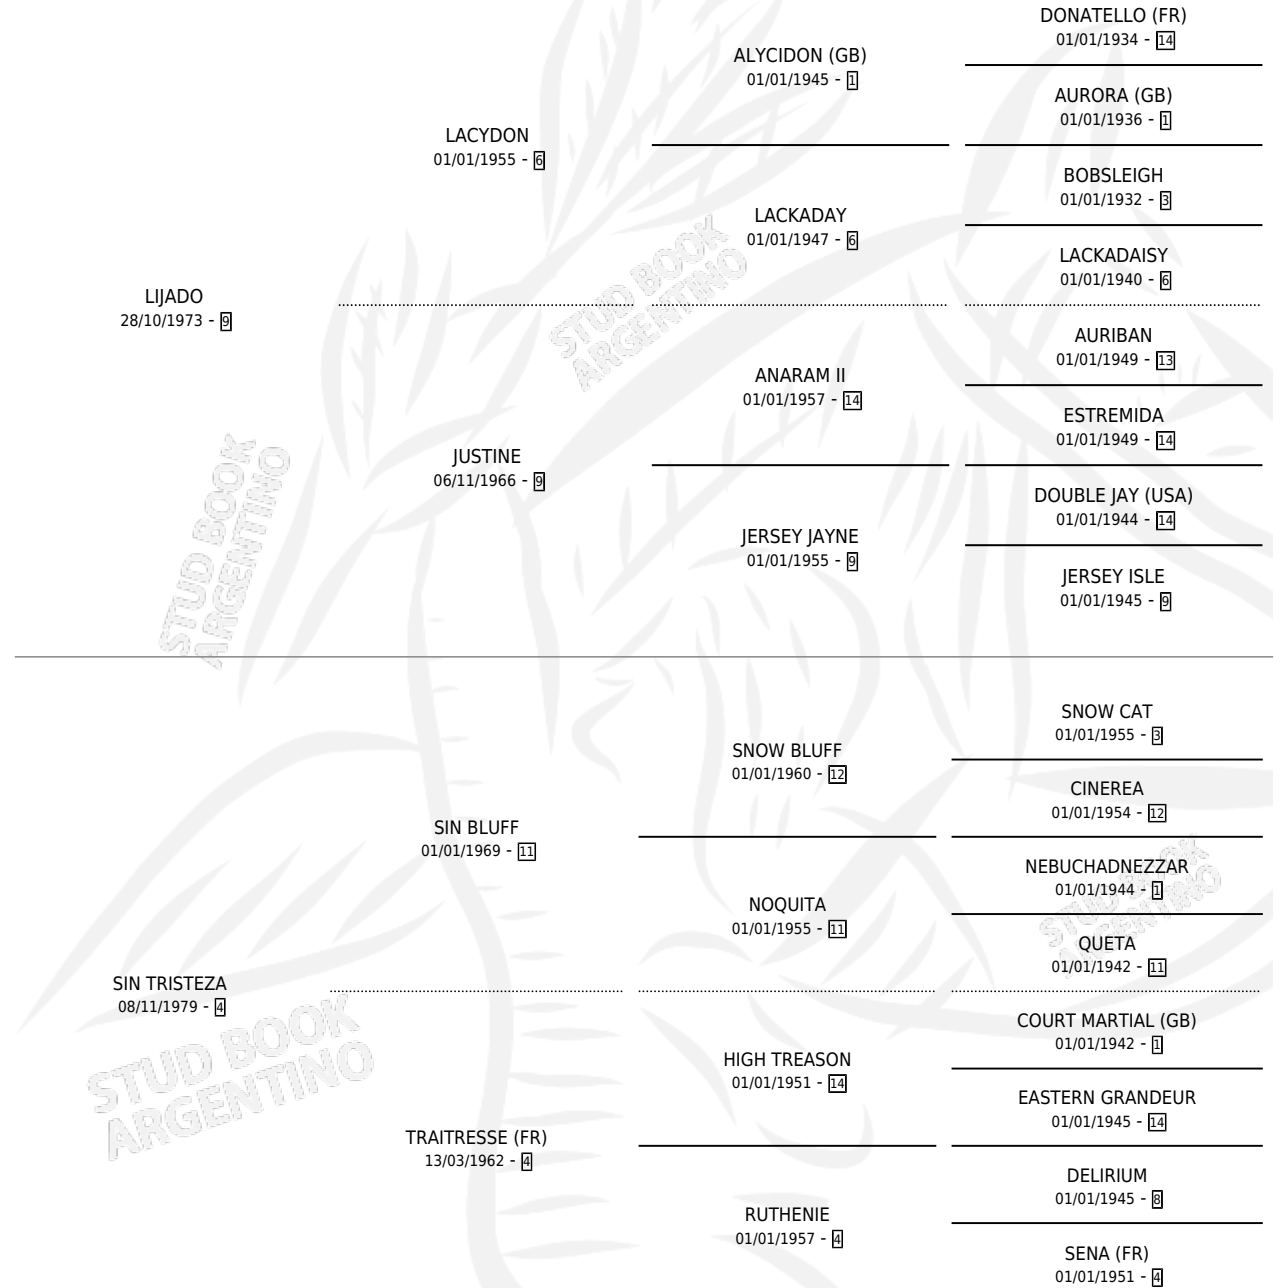 DONATELLO (FR)
01/01/1934 - 14
ALYCIDON (GB)
01/01/1945 - 1
AURORA (GB)
01/01/1936 - 1
LACYDON
01/01/1955 - 6
BOBSLEIGH
01/01/1932 - 3
LACKADAY
01/01/1947 - 6
LACKADAISY
01/01/1940 - 6
LIJADO
28/10/1973 - 9
AURIBAN
01/01/1949 - 13
ANARAM II
01/01/1957 - 14
ESTREMIDA
01/01/1949 - 14
JUSTINE
06/11/1966 - 9
DOUBLE JAY (USA)
01/01/1944 - 14
JERSEY JAYNE
01/01/1955 - 9
JERSEY ISLE
01/01/1945 - 9
SNOW CAT
01/01/1955 - 3
SNOW BLUFF
01/01/1960 - 12
CINEREA
01/01/1954 - 12
SIN BLUFF
01/01/1969 - 11
NEBUCHADNEZZAR
01/01/1944 - 1
NOQUITA
01/01/1955 - 11
QUETA
01/01/1942 - 11
SIN TRISTEZA
08/11/1979 - 4
COURT MARTIAL (GB)
01/01/1942 - 1
HIGH TREASON
01/01/1951 - 14
EASTERN GRANDEUR
01/01/1945 - 14
TRAITRESSE (FR)
13/03/1962 - 4
DELIRIUM
01/01/1945 - 8
RUTHENIE
01/01/1957 - 4
SENA (FR)
01/01/1951 - 4
STUD BOOK
ARGENTINO
STUD BOOK
ARGENTINO
STUD BOOK
ARGENTINO
STUD BOOK
ARGENTINO